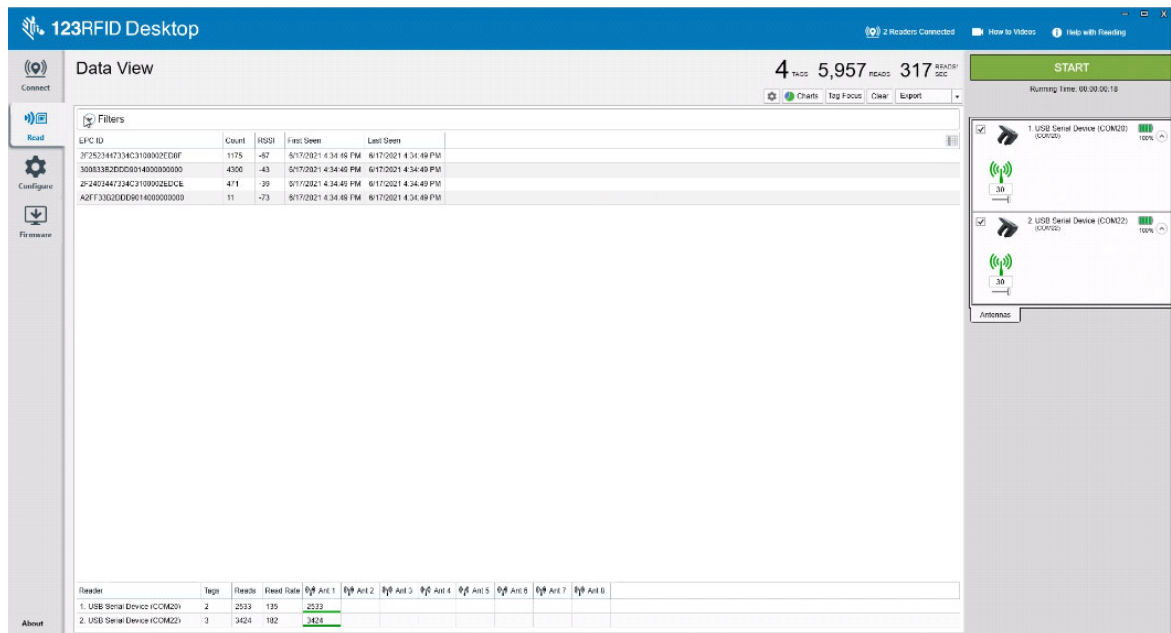 123RFID Desktop
2 Readers Connected
How to Videos
Help with Reading
Connect
Read
Configure
Firmware
About
Data View
4 TAGS 5,957 READS 317 READS/ SEC
Charts Tag Focus Clear Export
Filters
EPC ID Count RSSI First Seen Last Seen
1175 -67 6/17/2021 4:34:49 PM 6/17/2021 4:34:49 PM
300833B2DDD9014000000000 4300 -43 6/17/2021 4:34:49 PM 6/17/2021 4:34:49 PM
2F2403447334C3100002EDCE 471 -39 6/17/2021 4:34:49 PM 6/17/2021 4:34:49 PM
11 -73 6/17/2021 4:34:49 PM 6/17/2021 4:34:49 PM
START
Running Time: 00:00:00:18
1. USB Serial Device (COM20)
(COM20)
100%
30
2. USB Serial Device (COM22)
(COM22)
100%
30
Antennas
Reader Tags Reads Read Rate Ant 1 Ant 2 Ant 3 Ant 4 Ant 5 Ant 6 Ant 7 Ant 8
1. USB Serial Device (COM20) 2 2533 135 2533
2. USB Serial Device (COM22) 3 3424 182 3424